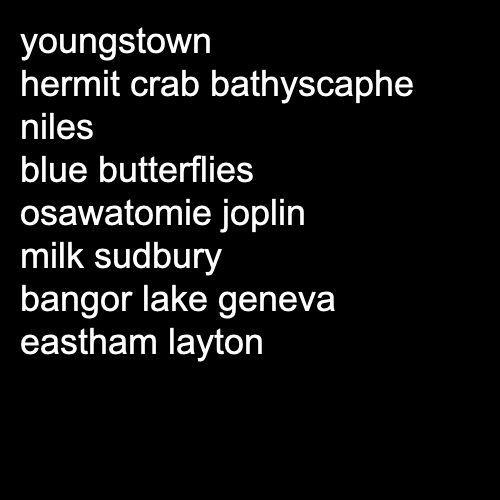 youngstown
hermit crab bathyscaphe
niles
blue butterflies
osawatomie joplin
milk sudbury
bangor lake geneva
eastham layton